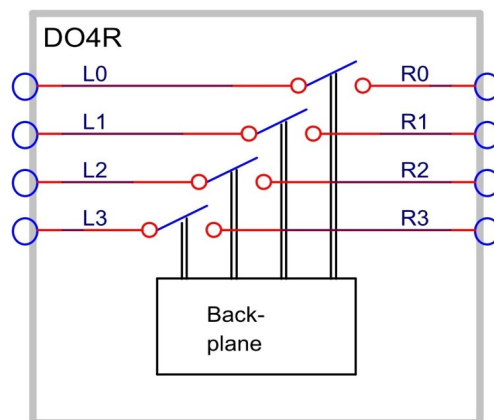 DO4R
L0 R0
L1 R1
L2 R2
L3 R3
Back-
plane